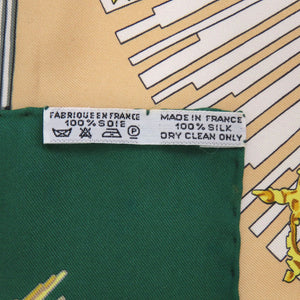 FABRIQUE EN FRANCE
100% SOIE
MADE IN FRANCE
100% SILK
DRY CLEAN ONLY